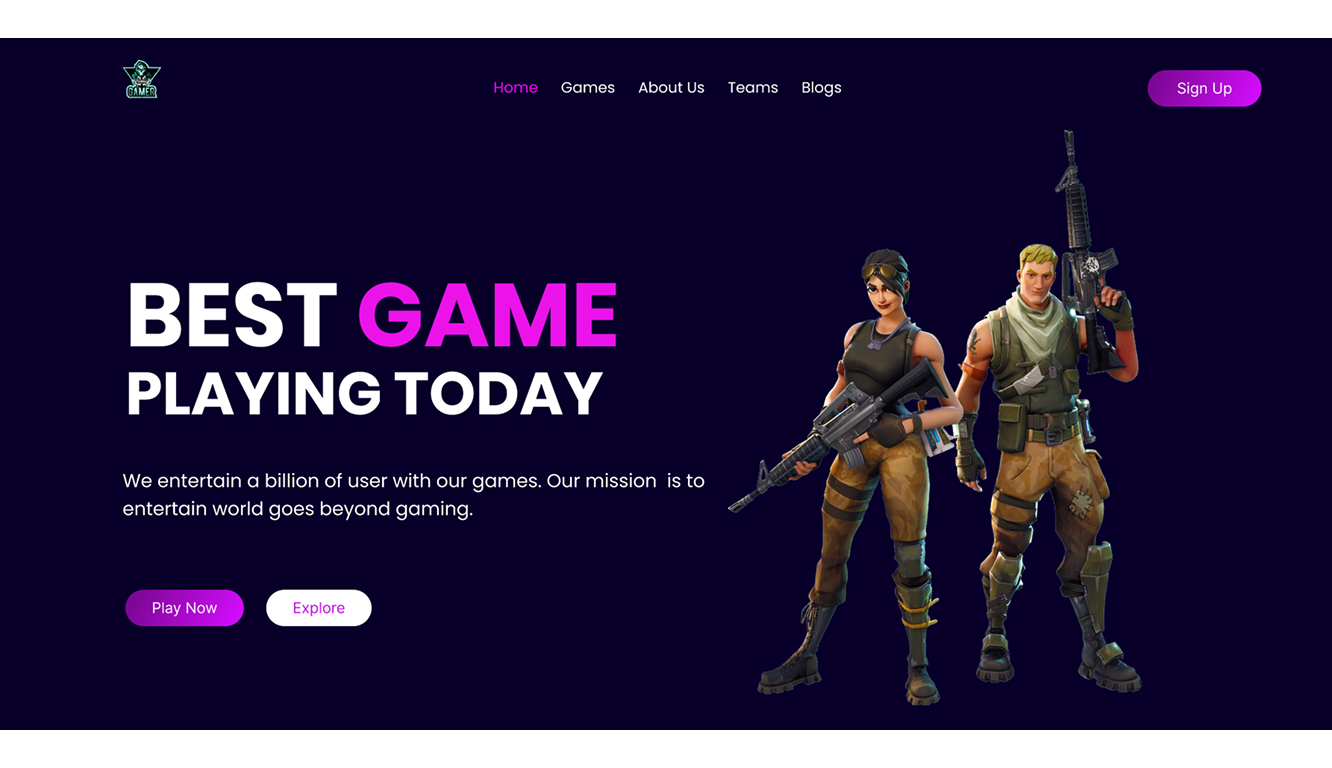 GAMER
Home Games About Us Teams Blogs
Sign Up
BEST GAME
PLAYING TODAY
We entertain a billion of user with our games. Our mission is to
entertain world goes beyond gaming.
Play Now Explore